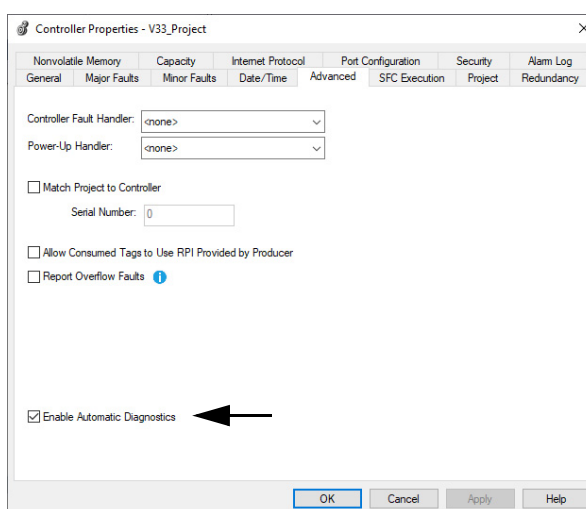 Controller Properties - V33_Project
Nonvolatile Memory Capacity Internet Protocol Port Configuration Security Alarm Log
General Major Faults Minor Faults Date/Time Advanced SFC Execution Project Redundancy
Controller Fault Handler: <none>
Power-Up Handler: <none>
Match Project to Controller
Serial Number: 0
Allow Consumed Tags to Use RPI Provided by Producer
Report Overflow Faults
Enable Automatic Diagnostics
OK Cancel Apply Help